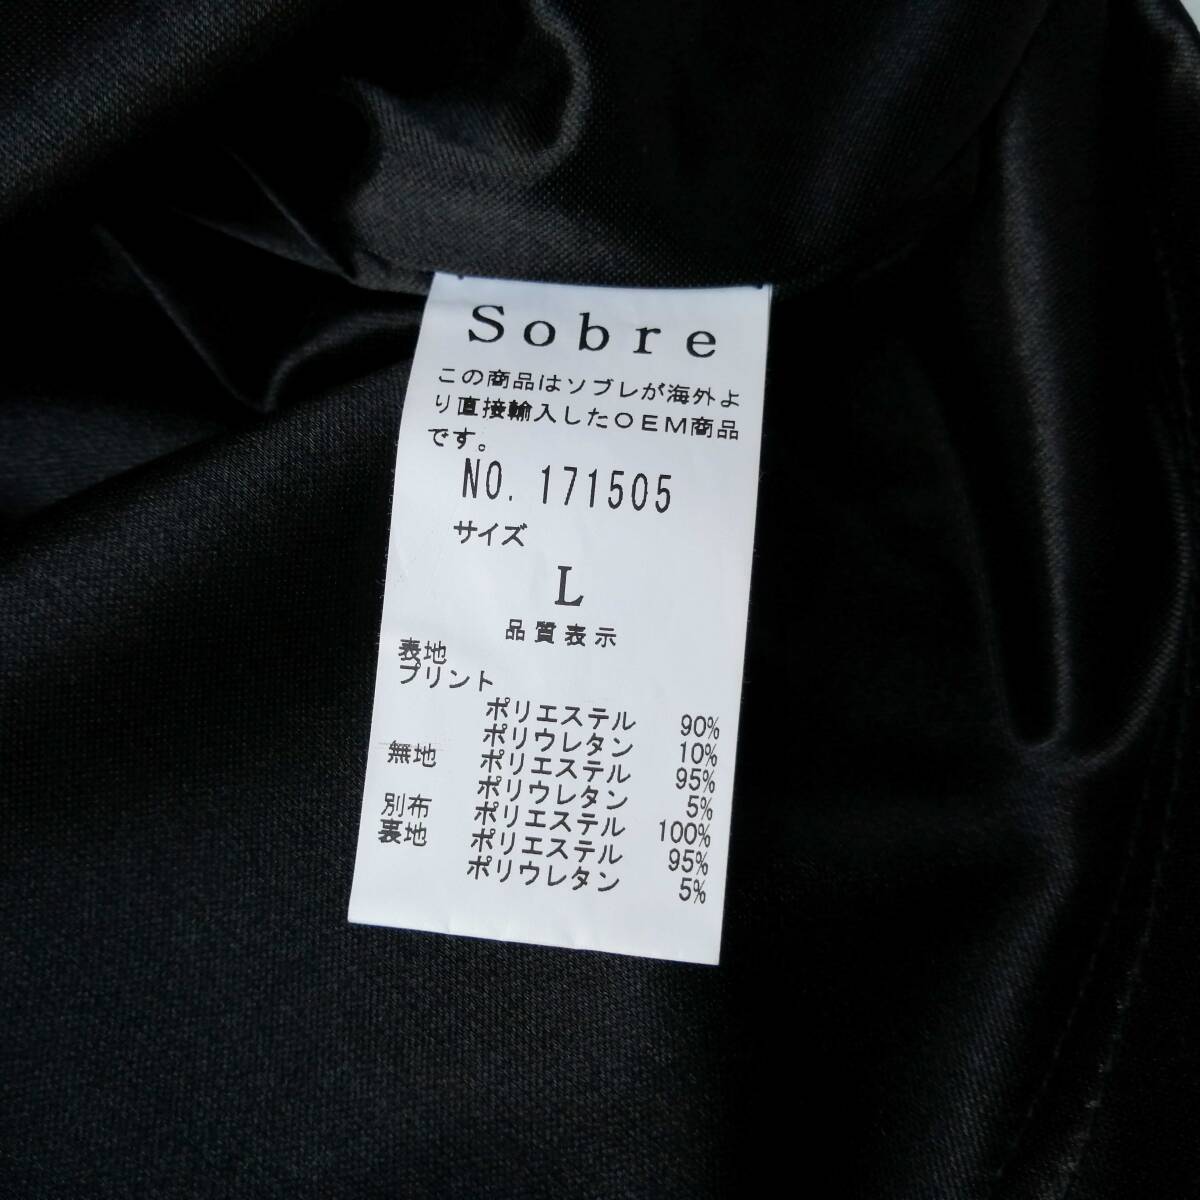 Sobre
この商品はソブレが海外よ
り直接輸入したOEM商品
です。
NO. 171505
サイズ
L
品質表示
表地
プリント
ポリエステル 90%
ポリウレタン 10%
無地 ポリエステル 95%
ポリウレタン 5%
別布 ポリエステル 100%
裏地 ポリエステル 95%
ポリウレタン 5%